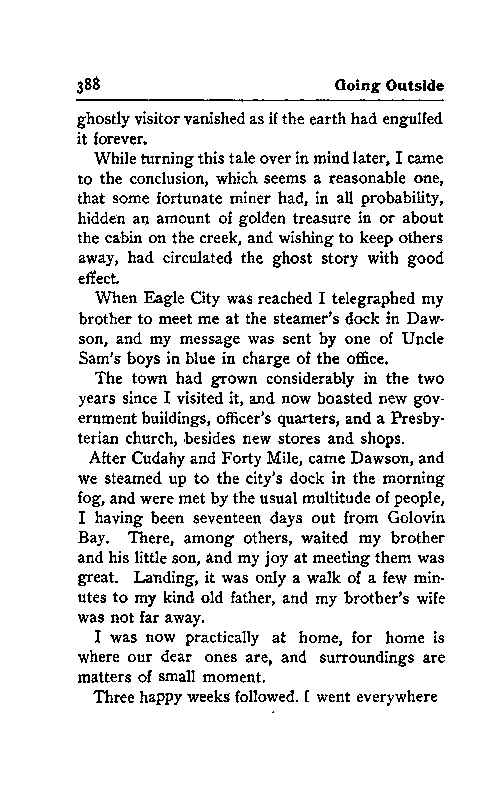 388 Going Outside
ghostly visitor vanished as if the earth had engulfed
it forever.
While turning this tale over in mind later, I came
to the conclusion, which seems a reasonable one,
that some fortunate miner had, in all probability,
hidden an amount of golden treasure in or about
the cabin on the creek, and wishing to keep others
away, had circulated the ghost story with good
effect.
When Eagle City was reached I telegraphed my
brother to meet me at the steamer's dock in Daw-
son, and my message was sent by one of Uncle
Sam's boys in blue in charge of the office.
The town had grown considerably in the two
years since I visited it, and now boasted new gov-
ernment buildings, officer's quarters, and a Presby-
terian church, besides new stores and shops.
After Cudahy and Forty Mile, came Dawson, and
we steamed up to the city's dock in the morning
fog, and were met by the usual multitude of people,
I having been seventeen days out from Golovin
Bay. There, among others, waited my brother
and his little son, and my joy at meeting them was
great. Landing, it was only a walk of a few min-
utes to my kind old father, and my brother's wife
was not far away.
I was now practically at home, for home is
where our dear ones are, and surroundings are
matters of small moment.
Three happy weeks followed. I went everywhere